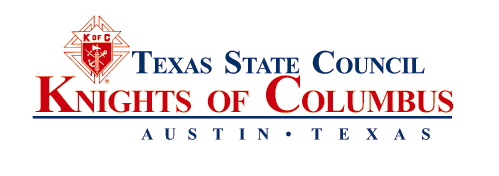 K OF C
TEXAS STATE COUNCIL
KNIGHTS OF COLUMBUS
AUSTIN • TEXAS
®